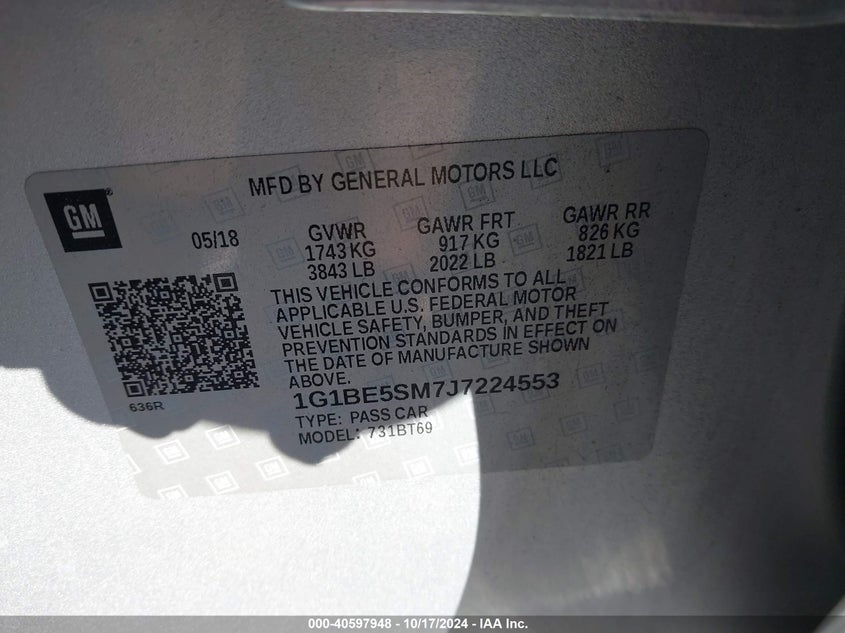 MFD BY GENERAL MOTORS LLC
GM
05/18
GVWR
1743 KG
3843 LB
GAWR FRT
917 KG
2022 LB
GAWR RR
826 KG
1821 LB
THIS VEHICLE CONFORMS TO ALL
APPLICABLE U.S. FEDERAL MOTOR
VEHICLE SAFETY, BUMPER, AND THEFT
PREVENTION STANDARDS IN EFFECT ON
THE DATE OF MANUFACTURE SHOWN
ABOVE.
636R
1G1BE5SM7J7224553
TYPE: PASS CAR
MODEL: 731BT69
000-40597948 - 10/17/2024 - IAA Inc.